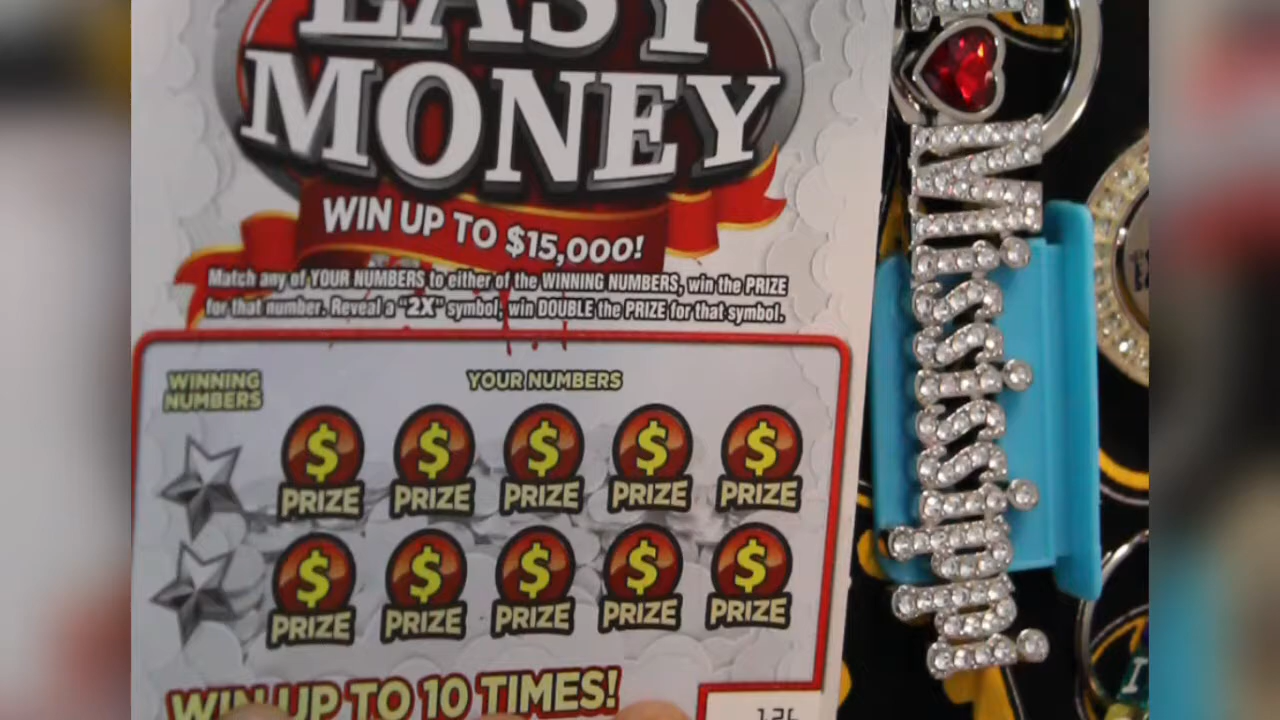 EASY
MONEY
WIN UP TO $15,000!
Match any of YOUR NUMBERS to either of the WINNING NUMBERS, win the PRIZE
for that number. Reveal a "2X" symbol, win DOUBLE the PRIZE for that symbol.
WINNING
NUMBERS
YOUR NUMBERS
$ $ $ $ $
PRIZE PRIZE PRIZE PRIZE PRIZE
$ $ $ $ $
PRIZE PRIZE PRIZE PRIZE PRIZE
WIN UP TO 10 TIMES!
Mississippi